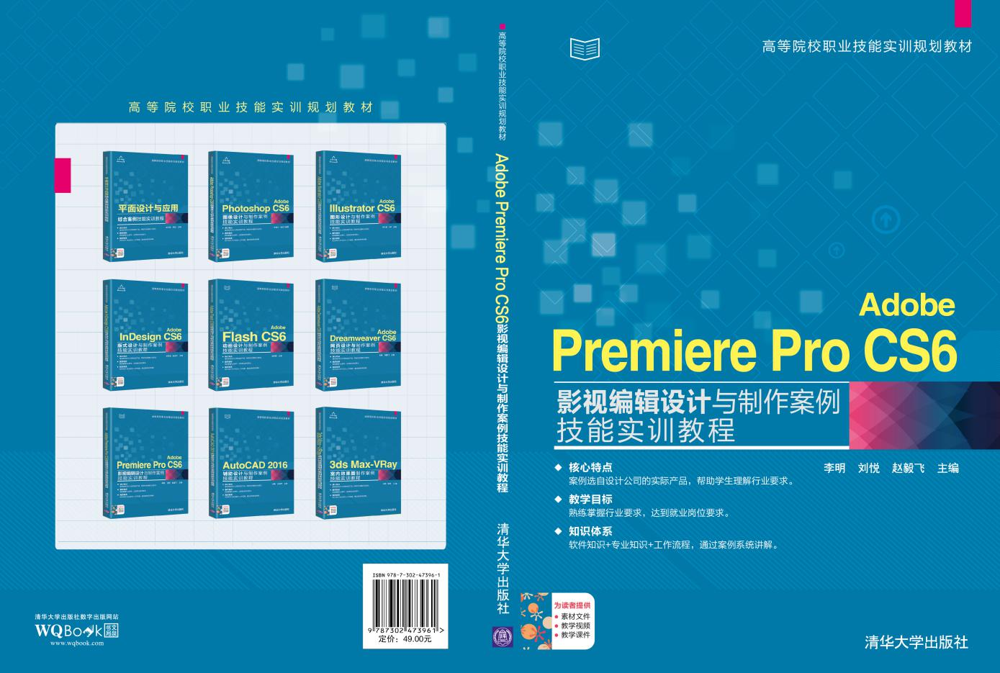 高等院校职业技能实训规划教材
平面设计与应用
综合案例技能实训教程
Adobe
Photoshop CS6
图像设计与制作案例
技能实训教程
Adobe
Illustrator CS6
图形设计与制作案例
技能实训教程
Adobe
InDesign CS6
版式设计与制作案例
技能实训教程
Adobe
Flash CS6
动画设计与制作案例
技能实训教程
Adobe
Dreamweaver CS6
网页设计与制作案例
技能实训教程
Adobe
Premiere Pro CS6
影视编辑设计与制作案例
技能实训教程
AutoCAD 2016
辅助设计与制作案例
技能实训教程
3ds Max-VRay
室内效果图制作案例
技能实训教程
ISBN 978-7-302-47396-1
9 787302 473961 >
定价：49.00元
清华大学出版社数字出版网站
WQBook 书文局泉
www.wqbook.com
高等院校职业技能实训规划教材
Adobe Premiere Pro CS6影视编辑设计与制作案例技能实训教程
清华大学出版社
高等院校职业技能实训规划教材
Adobe
Premiere Pro CS6
影视编辑设计与制作案例
技能实训教程
李明 刘悦 赵毅飞 主编
◆ 核心特点
案例选自设计公司的实际产品，帮助学生理解行业要求。
◆ 教学目标
熟练掌握行业要求，达到就业岗位要求。
◆ 知识体系
软件知识+专业知识+工作流程，通过案例系统讲解。
为读者提供
● 素材文件
● 教学视频
● 教学课件
清华大学出版社